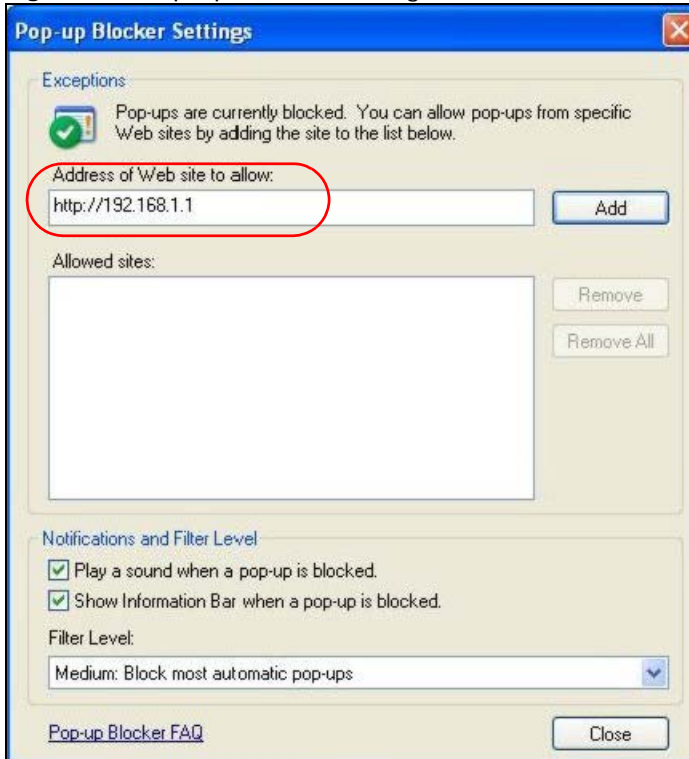 Pop-up Blocker Settings
Exceptions
Pop-ups are currently blocked. You can allow pop-ups from specific
Web sites by adding the site to the list below.
Address of Web site to allow:
http://192.168.1.1
Add
Allowed sites:
Remove
Remove All
Notifications and Filter Level
Play a sound when a pop-up is blocked.
Show Information Bar when a pop-up is blocked.
Filter Level:
Medium: Block most automatic pop-ups
Pop-up Blocker FAQ
Close